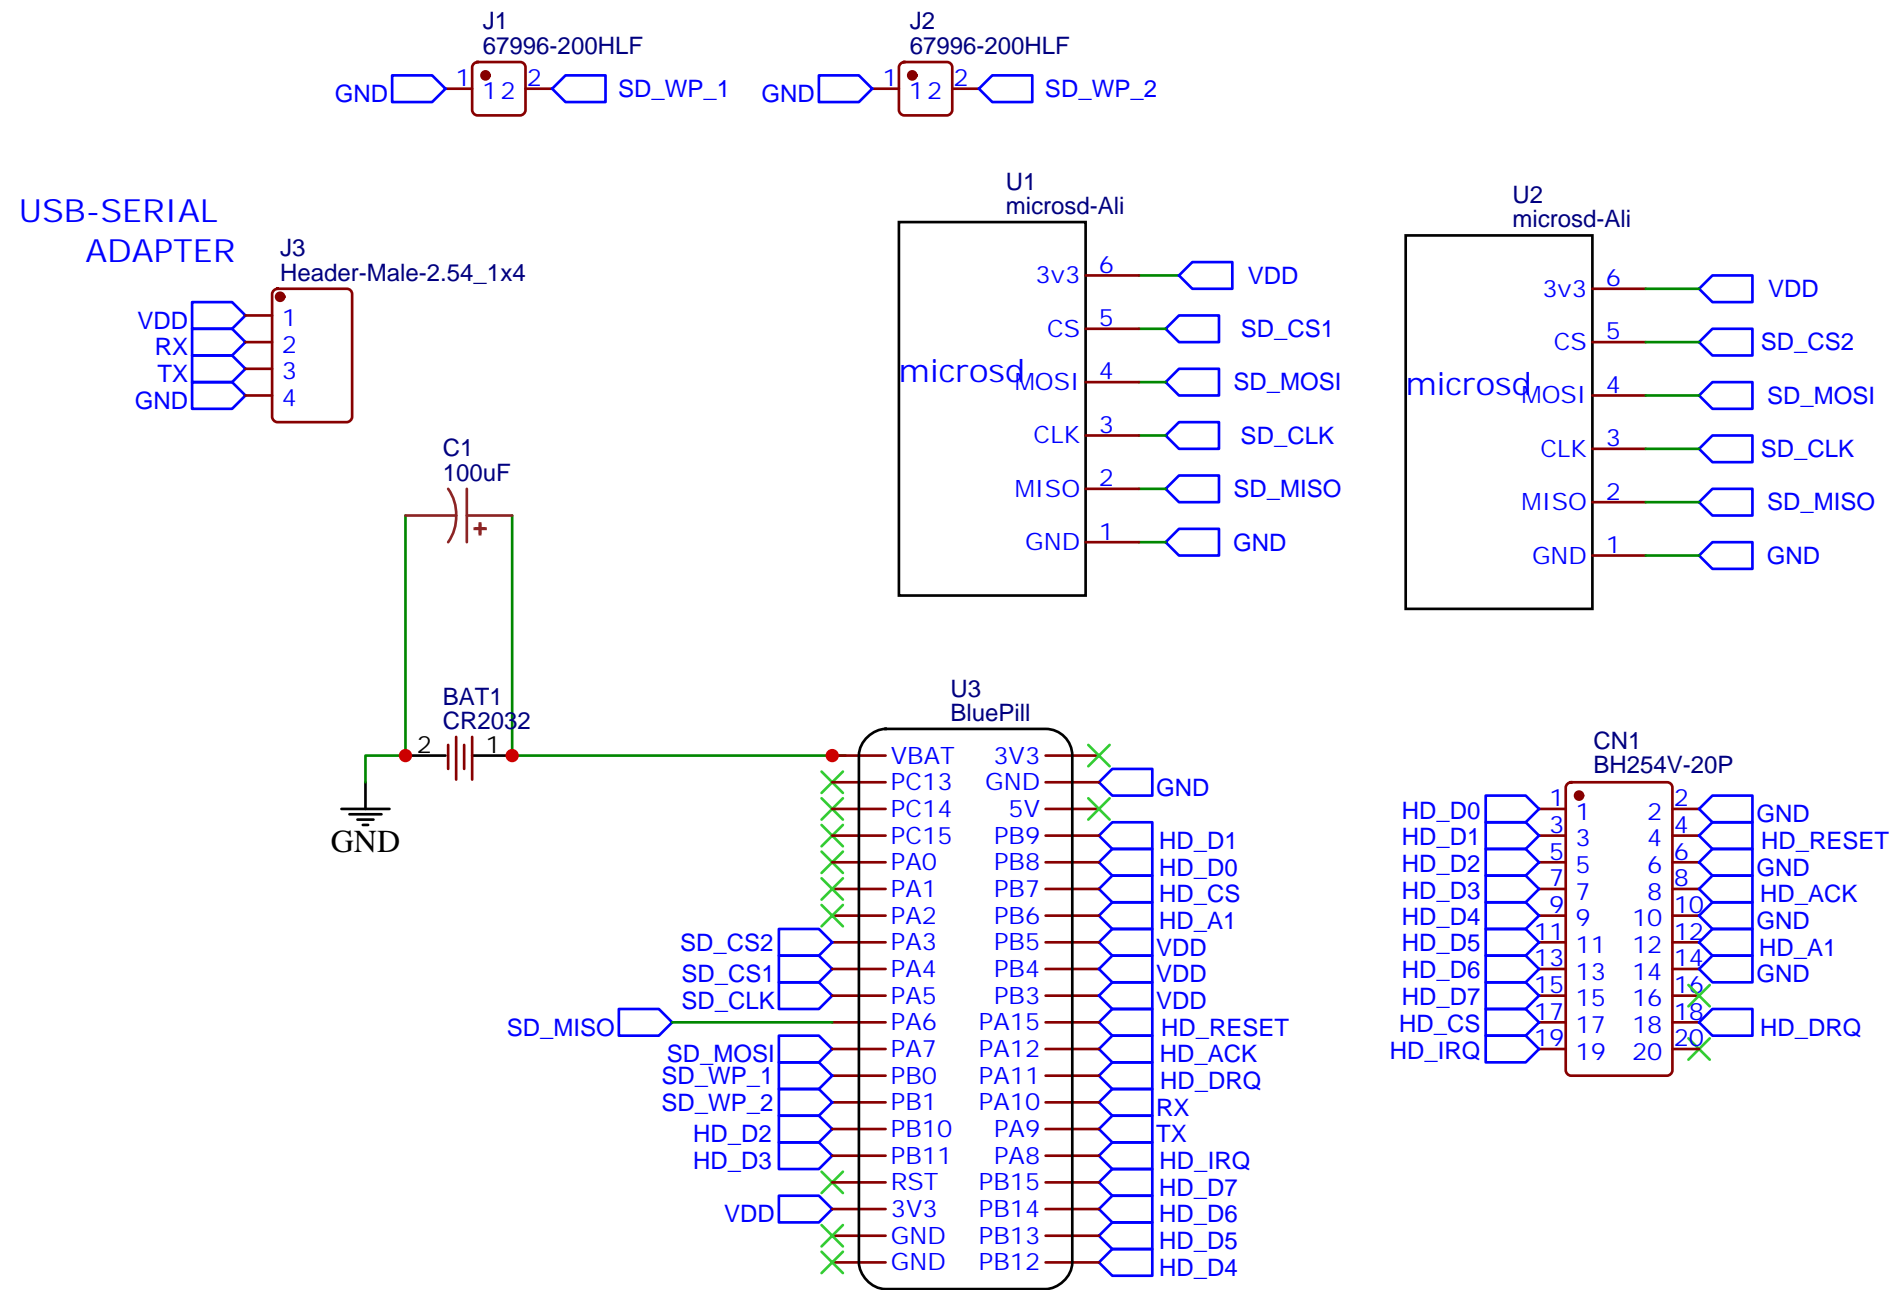 J1
67996-200HLF
GND 1 1 2 2 SD_WP_1
J2
67996-200HLF
GND 1 1 2 2 SD_WP_2
USB-SERIAL
ADAPTER
J3
Header-Male-2.54_1x4
VDD 1
RX 2
TX 3
GND 4
C1
100uF
+
U1
microsd-Ali
microsd
3v3 6 VDD
CS 5 SD_CS1
MOSI 4 SD_MOSI
CLK 3 SD_CLK
MISO 2 SD_MISO
GND 1 GND
U2
microsd-Ali
microsd
3v3 6 VDD
CS 5 SD_CS2
MOSI 4 SD_MOSI
CLK 3 SD_CLK
MISO 2 SD_MISO
GND 1 GND
BAT1
CR2032
2 1
GND
U3
BluePill
VBAT 3V3
PC13 GND GND
PC14 5V
PC15 PB9 HD_D1
PA0 PB8 HD_D0
PA1 PB7 HD_CS
PA2 PB6 HD_A1
SD_CS2 PA3 PB5 VDD
SD_CS1 PA4 PB4 VDD
SD_CLK PA5 PB3 VDD
SD_MISO PA6 PA15 HD_RESET
SD_MOSI PA7 PA12 HD_ACK
SD_WP_1 PB0 PA11 HD_DRQ
SD_WP_2 PB1 PA10 RX
HD_D2 PB10 PA9 TX
HD_D3 PB11 PA8 HD_IRQ
RST PB15 HD_D7
VDD 3V3 PB14 HD_D6
GND PB13 HD_D5
GND PB12 HD_D4
CN1
BH254V-20P
HD_D0 1 1 2 2 GND
HD_D1 3 3 4 4 HD_RESET
HD_D2 5 5 6 6 GND
HD_D3 7 7 8 8 HD_ACK
HD_D4 9 9 10 10 GND
HD_D5 11 11 12 12 HD_A1
HD_D6 13 13 14 14 GND
HD_D7 15 15 16 16
HD_CS 17 17 18 18 HD_DRQ
HD_IRQ 19 19 20 20